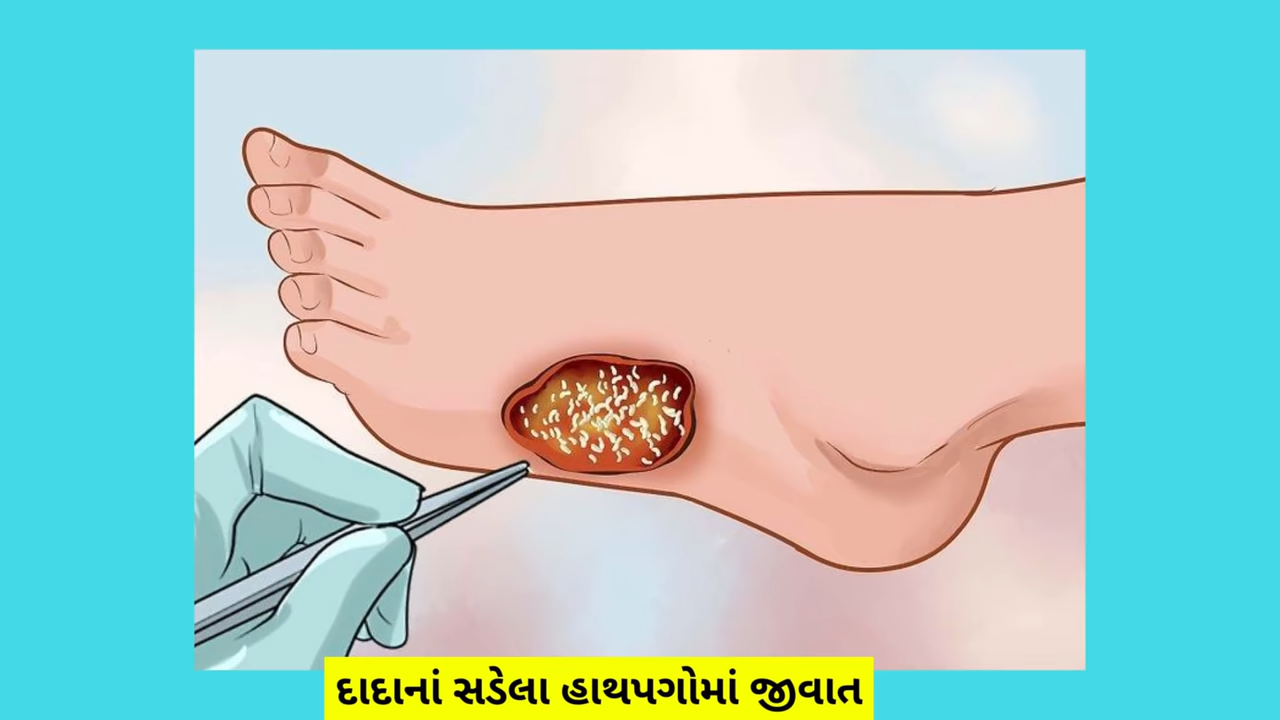 દાદાનાં સડેલા હાથપગોમાં જીવાત